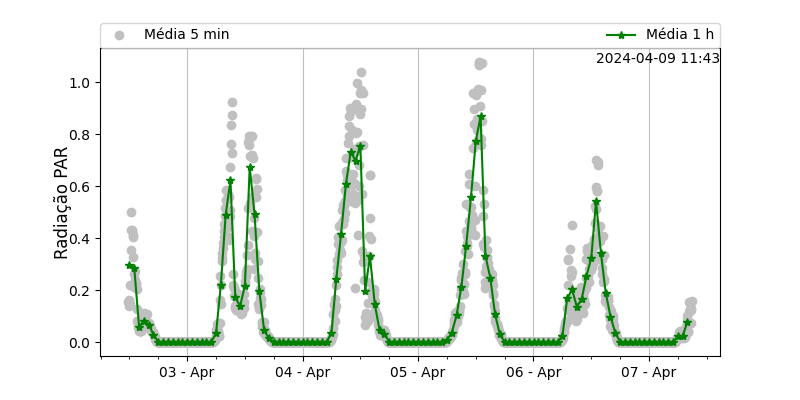 Média 5 min
Média 1 h
2024-04-09 11:43
Radiação PAR
1.0
0.8
0.6
0.4
0.2
0.0
03 - Apr
04 - Apr
05 - Apr
06 - Apr
07 - Apr